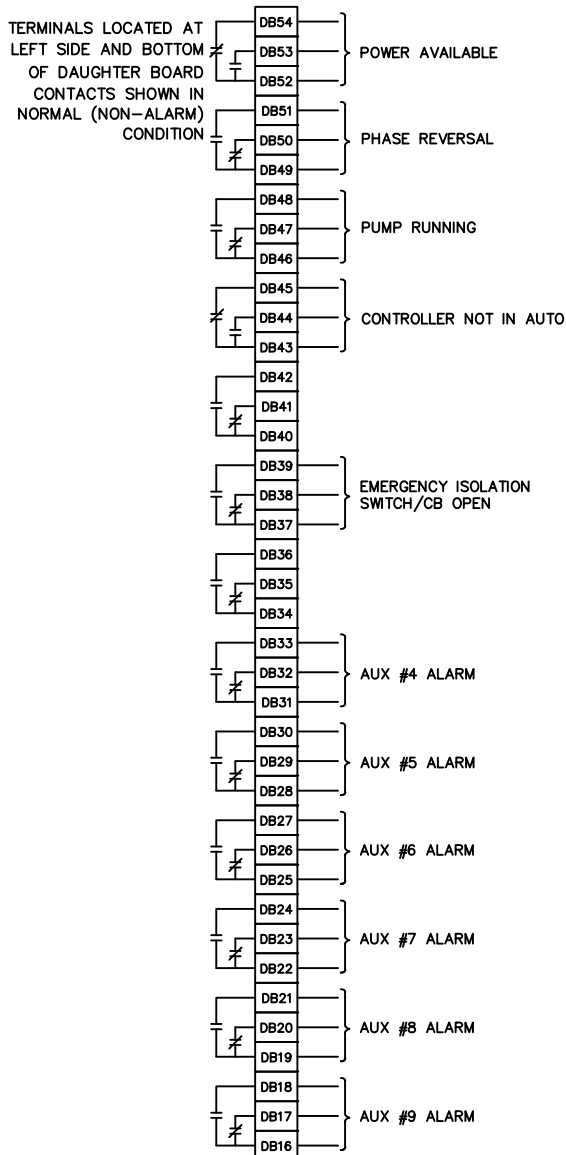 TERMINALS LOCATED AT
LEFT SIDE AND BOTTOM
OF DAUGHTER BOARD
CONTACTS SHOWN IN
NORMAL (NON-ALARM)
CONDITION
DB54
DB53
DB52
POWER AVAILABLE
DB51
DB50
DB49
PHASE REVERSAL
DB48
DB47
DB46
PUMP RUNNING
DB45
DB44
DB43
CONTROLLER NOT IN AUTO
DB42
DB41
DB40
DB39
DB38
DB37
EMERGENCY ISOLATION
SWITCH/CB OPEN
DB36
DB35
DB34
DB33
DB32
DB31
AUX #4 ALARM
DB30
DB29
DB28
AUX #5 ALARM
DB27
DB26
DB25
AUX #6 ALARM
DB24
DB23
DB22
AUX #7 ALARM
DB21
DB20
DB19
AUX #8 ALARM
DB18
DB17
DB16
AUX #9 ALARM